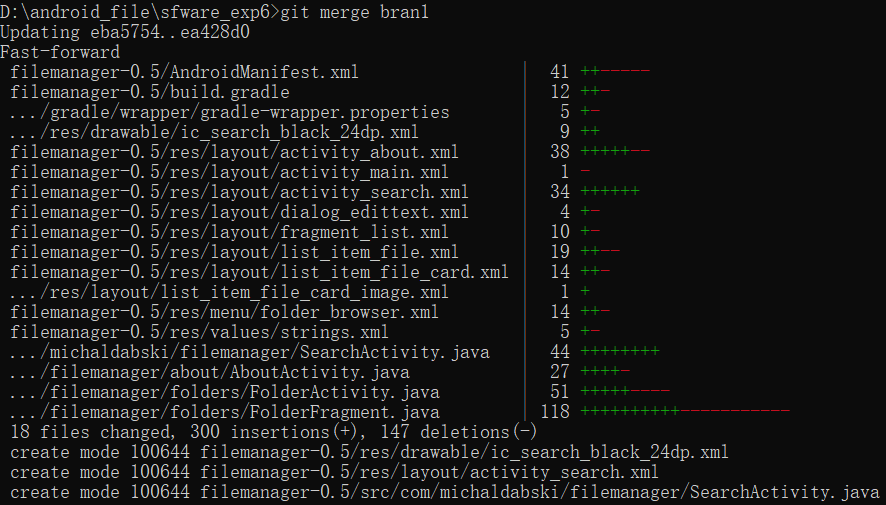 D:\android_file\sfware_exp6>git merge bran1
Updating eba5754..ea428d0
Fast-forward
 filemanager-0.5/AndroidManifest.xml | 41 ++-----
 filemanager-0.5/build.gradle | 12 ++-
 .../gradle/wrapper/gradle-wrapper.properties | 5 +-
 .../res/drawable/ic_search_black_24dp.xml | 9 ++
 filemanager-0.5/res/layout/activity_about.xml | 38 +++++--
 filemanager-0.5/res/layout/activity_main.xml | 1 -
 filemanager-0.5/res/layout/activity_search.xml | 34 ++++++
 filemanager-0.5/res/layout/dialog_edittext.xml | 4 +-
 filemanager-0.5/res/layout/fragment_list.xml | 10 +-
 filemanager-0.5/res/layout/list_item_file.xml | 19 ++--
 filemanager-0.5/res/layout/list_item_file_card.xml | 14 ++-
 .../res/layout/list_item_file_card_image.xml | 1 +
 filemanager-0.5/res/menu/folder_browser.xml | 14 ++-
 filemanager-0.5/res/values/strings.xml | 5 +-
 .../michaldabski/filemanager/SearchActivity.java | 44 ++++++++
 .../filemanager/about/AboutActivity.java | 27 ++++-
 .../filemanager/folders/FolderActivity.java | 51 +++++----
 .../filemanager/folders/FolderFragment.java | 118 ++++++++++-----------
 18 files changed, 300 insertions(+), 147 deletions(-)
 create mode 100644 filemanager-0.5/res/drawable/ic_search_black_24dp.xml
 create mode 100644 filemanager-0.5/res/layout/activity_search.xml
 create mode 100644 filemanager-0.5/src/com/michaldabski/filemanager/SearchActivity.java